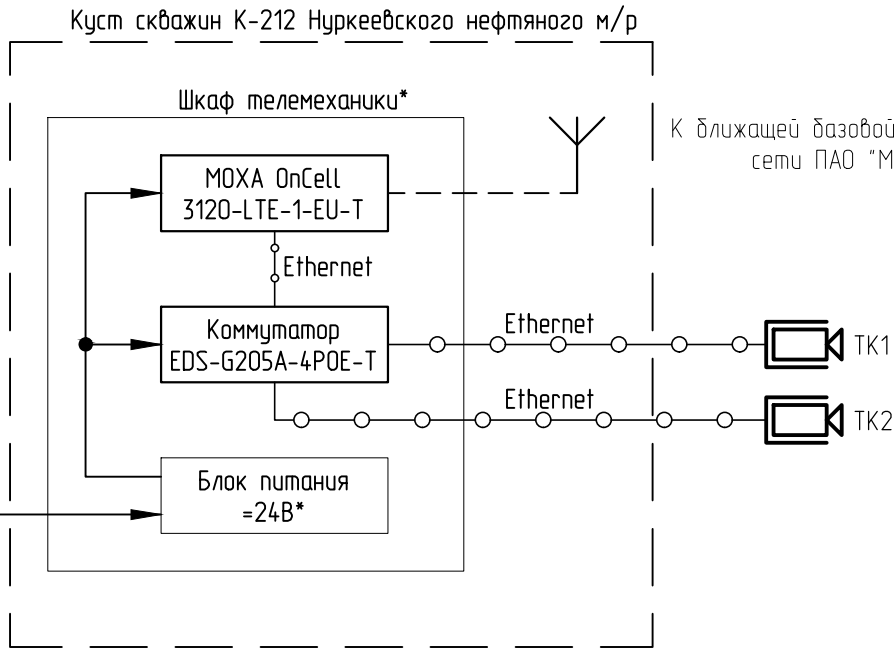 Куст скважин К-212 Нуркеевского нефтяного м/р
Шкаф телемеханики*
К ближащей базовой
сети ПАО "М
MOXA OnCell
3120-LTE-1-EU-T
Ethernet
Коммутатор
EDS-G205A-4POE-T
Ethernet
ТК1
Ethernet
ТК2
Блок питания
=24В*